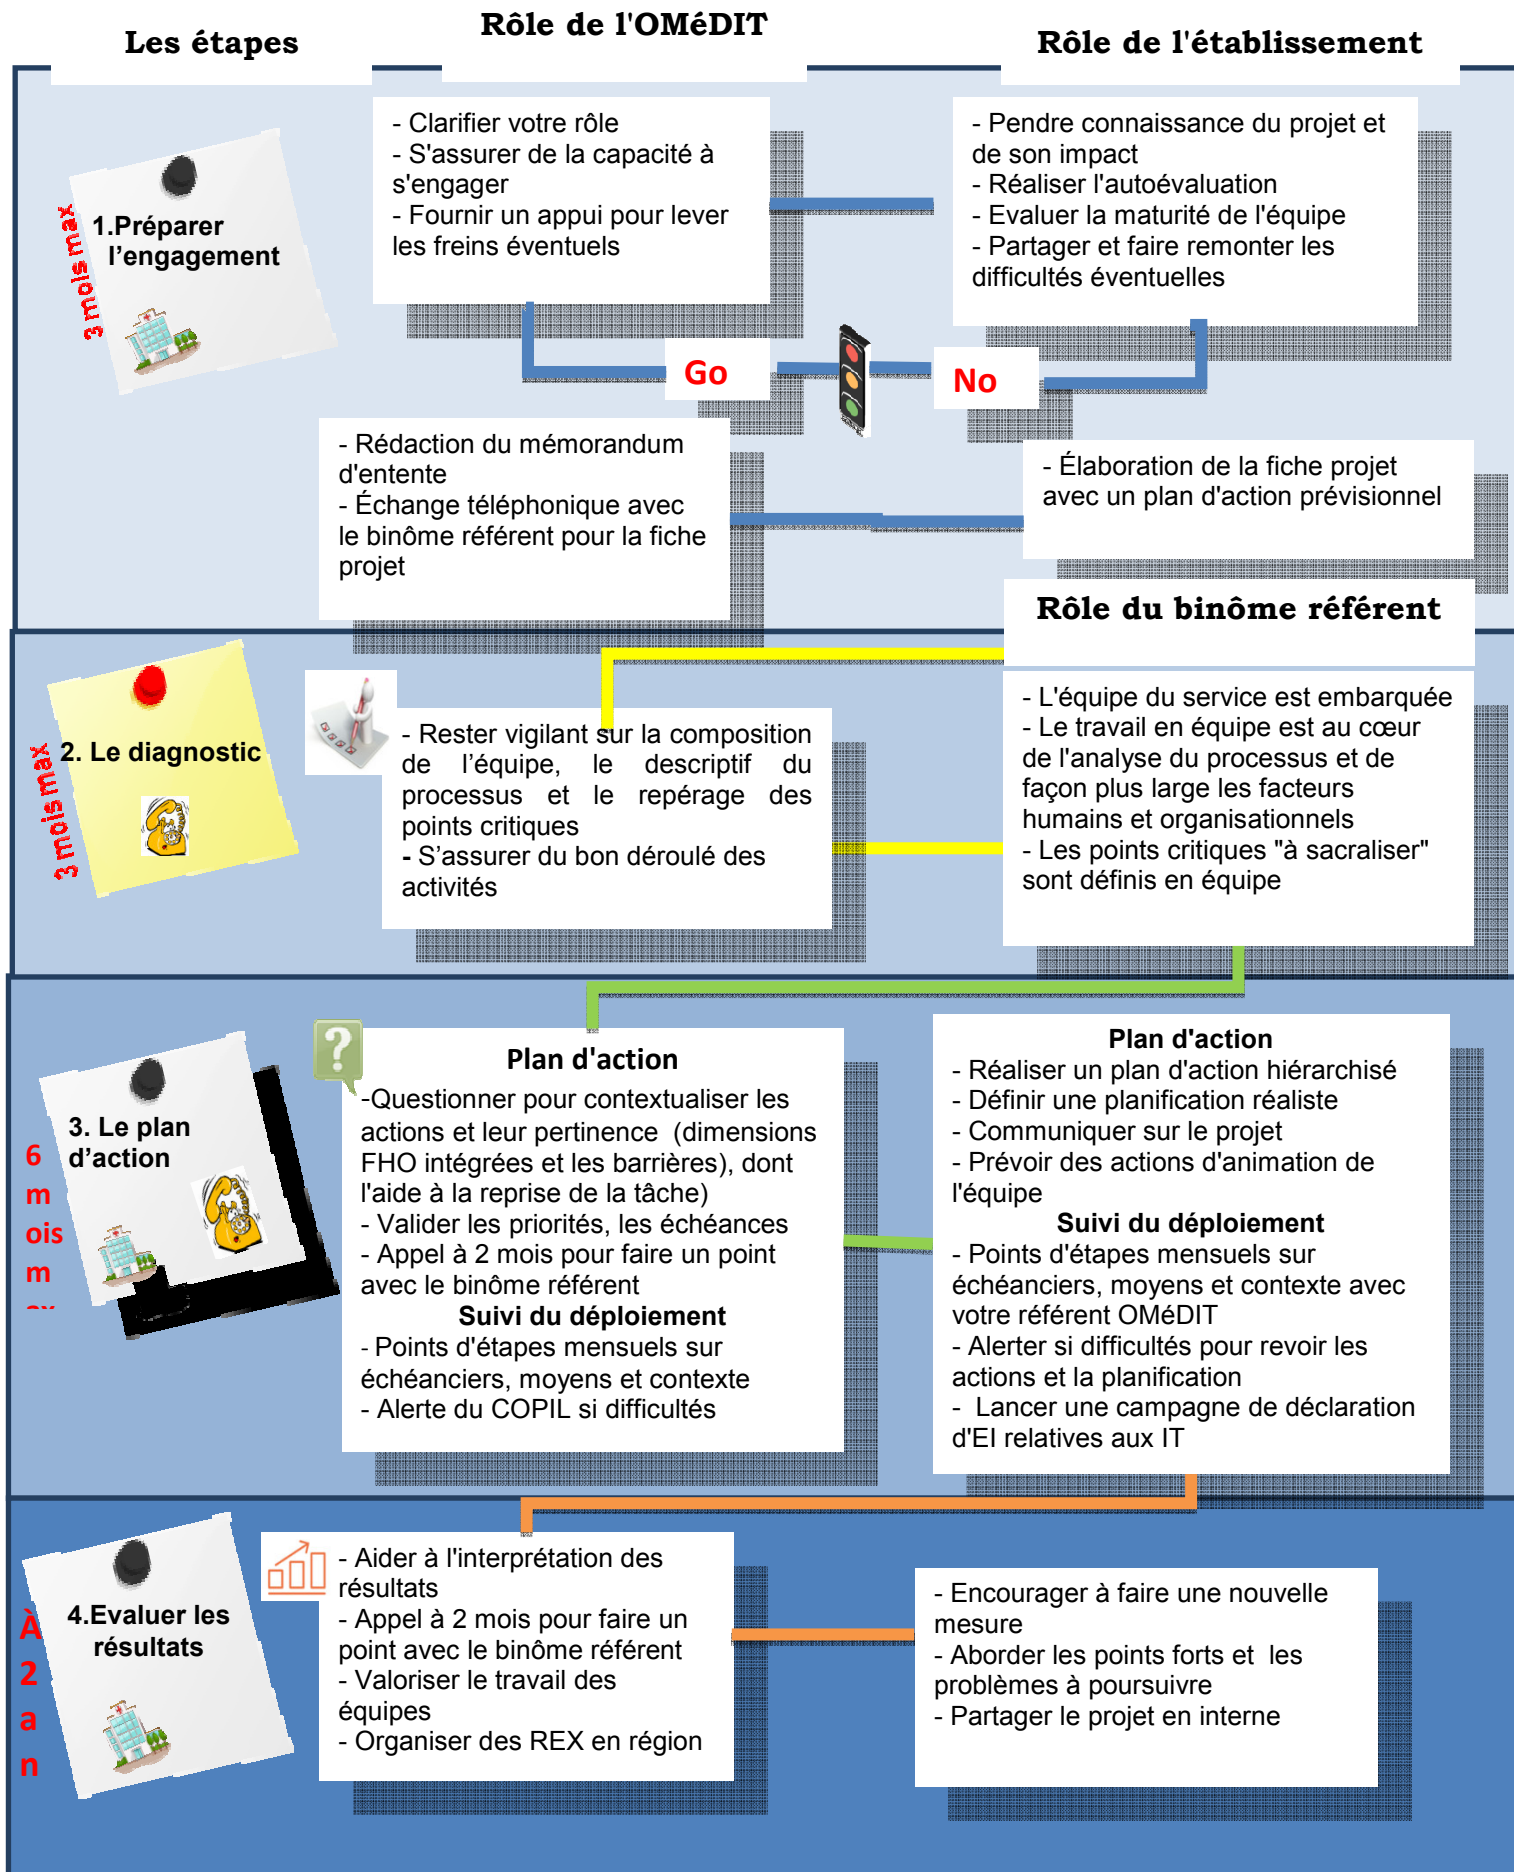 Les étapes
Rôle de l'OMéDIT
Rôle de l'établissement
3 mois max
1.Préparer
l’engagement
- Clarifier votre rôle
- S'assurer de la capacité à
s'engager
- Fournir un appui pour lever
les freins éventuels
- Pendre connaissance du projet et
de son impact
- Réaliser l'autoévaluation
- Evaluer la maturité de l'équipe
- Partager et faire remonter les
difficultés éventuelles
Go
No
- Rédaction du mémorandum
d'entente
- Échange téléphonique avec
le binôme référent pour la fiche
projet
- Élaboration de la fiche projet
avec un plan d'action prévisionnel
Rôle du binôme référent
3 mois max
2. Le diagnostic
- Rester vigilant sur la composition
de l’équipe, le descriptif du
processus et le repérage des
points critiques
- S’assurer du bon déroulé des
activités
- L'équipe du service est embarquée
- Le travail en équipe est au cœur
de l'analyse du processus et de
façon plus large les facteurs
humains et organisationnels
- Les points critiques "à sacraliser"
sont définis en équipe
6
m
ois
m
ax
3. Le plan
d’action
?
Plan d'action
-Questionner pour contextualiser les
actions et leur pertinence (dimensions
FHO intégrées et les barrières), dont
l'aide à la reprise de la tâche)
- Valider les priorités, les échéances
- Appel à 2 mois pour faire un point
avec le binôme référent
Suivi du déploiement
- Points d'étapes mensuels sur
échéanciers, moyens et contexte
- Alerte du COPIL si difficultés
Plan d'action
- Réaliser un plan d'action hiérarchisé
- Définir une planification réaliste
- Communiquer sur le projet
- Prévoir des actions d'animation de
l'équipe
Suivi du déploiement
- Points d'étapes mensuels sur
échéanciers, moyens et contexte avec
votre référent OMéDIT
- Alerter si difficultés pour revoir les
actions et la planification
- Lancer une campagne de déclaration
d'EI relatives aux IT
À
2
a
n
4.Evaluer les
résultats
- Aider à l'interprétation des
résultats
- Appel à 2 mois pour faire un
point avec le binôme référent
- Valoriser le travail des
équipes
- Organiser des REX en région
- Encourager à faire une nouvelle
mesure
- Aborder les points forts et les
problèmes à poursuivre
- Partager le projet en interne